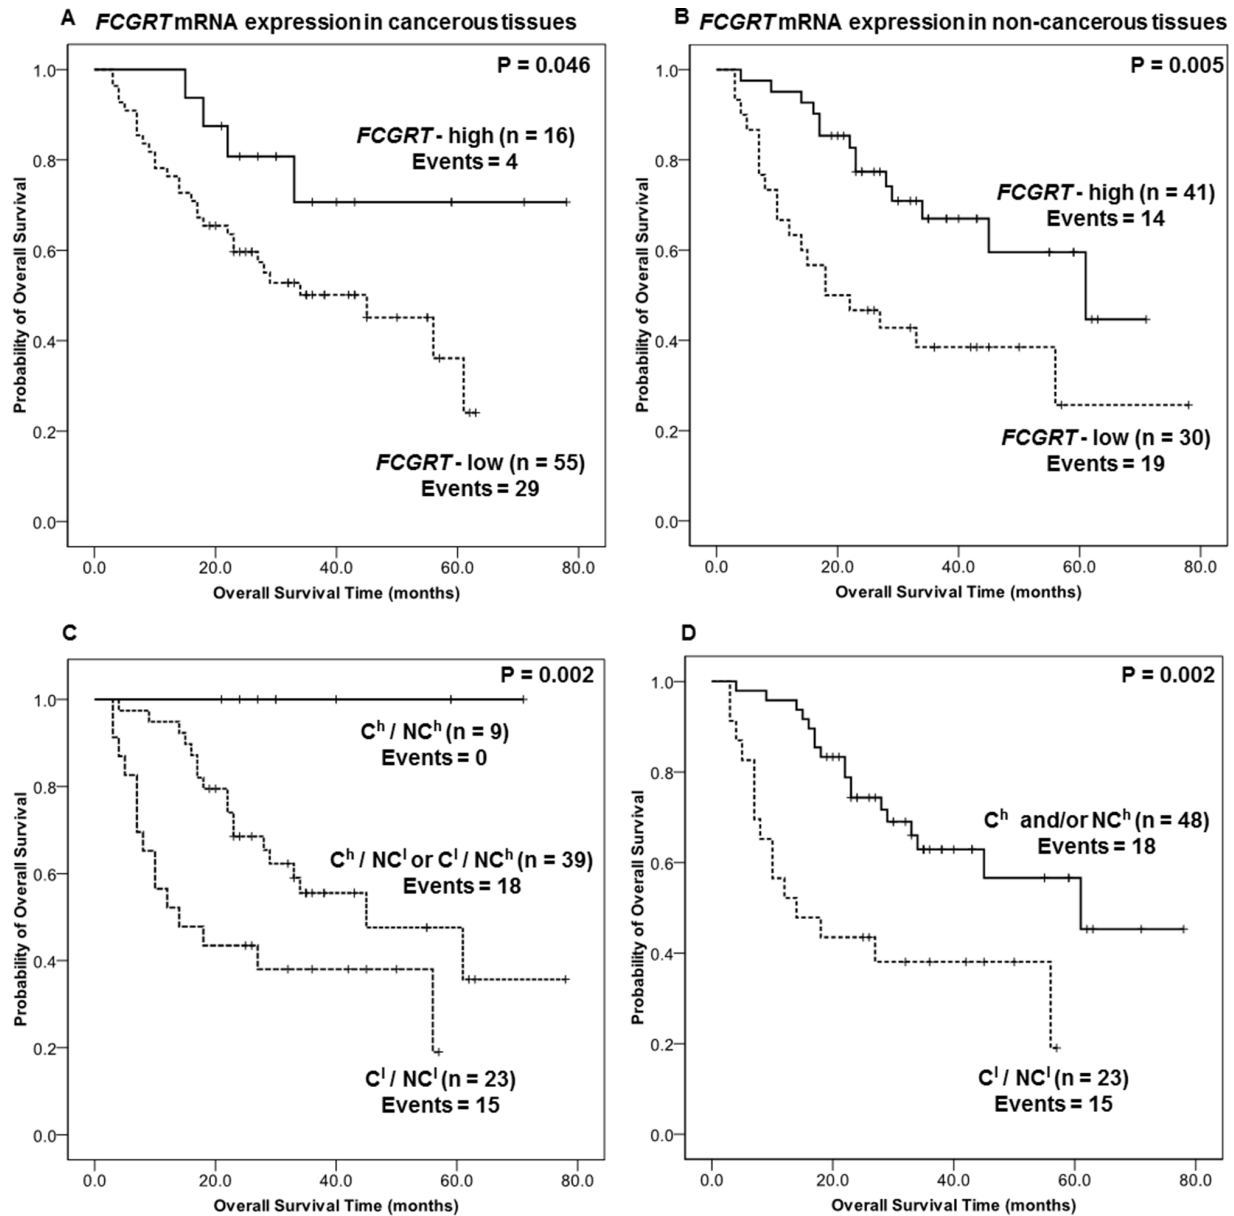 A
FCGRT mRNA expression in cancerous tissues
P = 0.046
1.0
0.8
0.6
0.4
0.2
0.0
Probability of Overall Survival
FCGRT - high (n = 16)
Events = 4
FCGRT - low (n = 55)
Events = 29
0.0 20.0 40.0 60.0 80.0
Overall Survival Time (months)
B
FCGRT mRNA expression in non-cancerous tissues
P = 0.005
1.0
0.8
0.6
0.4
0.2
0.0
Probability of Overall Survival
FCGRT - high (n = 41)
Events = 14
FCGRT - low (n = 30)
Events = 19
0.0 20.0 40.0 60.0 80.0
Overall Survival Time (months)
C
P = 0.002
1.0
0.8
0.6
0.4
0.2
0.0
Probability of Overall Survival
Cʰ / NCʰ (n = 9)
Events = 0
Cʰ / NCˡ or Cˡ / NCʰ (n = 39)
Events = 18
Cˡ / NCˡ (n = 23)
Events = 15
0.0 20.0 40.0 60.0 80.0
Overall Survival Time (months)
D
P = 0.002
1.0
0.8
0.6
0.4
0.2
0.0
Probability of Overall Survival
Cʰ and/or NCʰ (n = 48)
Events = 18
Cˡ / NCˡ (n = 23)
Events = 15
0.0 20.0 40.0 60.0 80.0
Overall Survival Time (months)